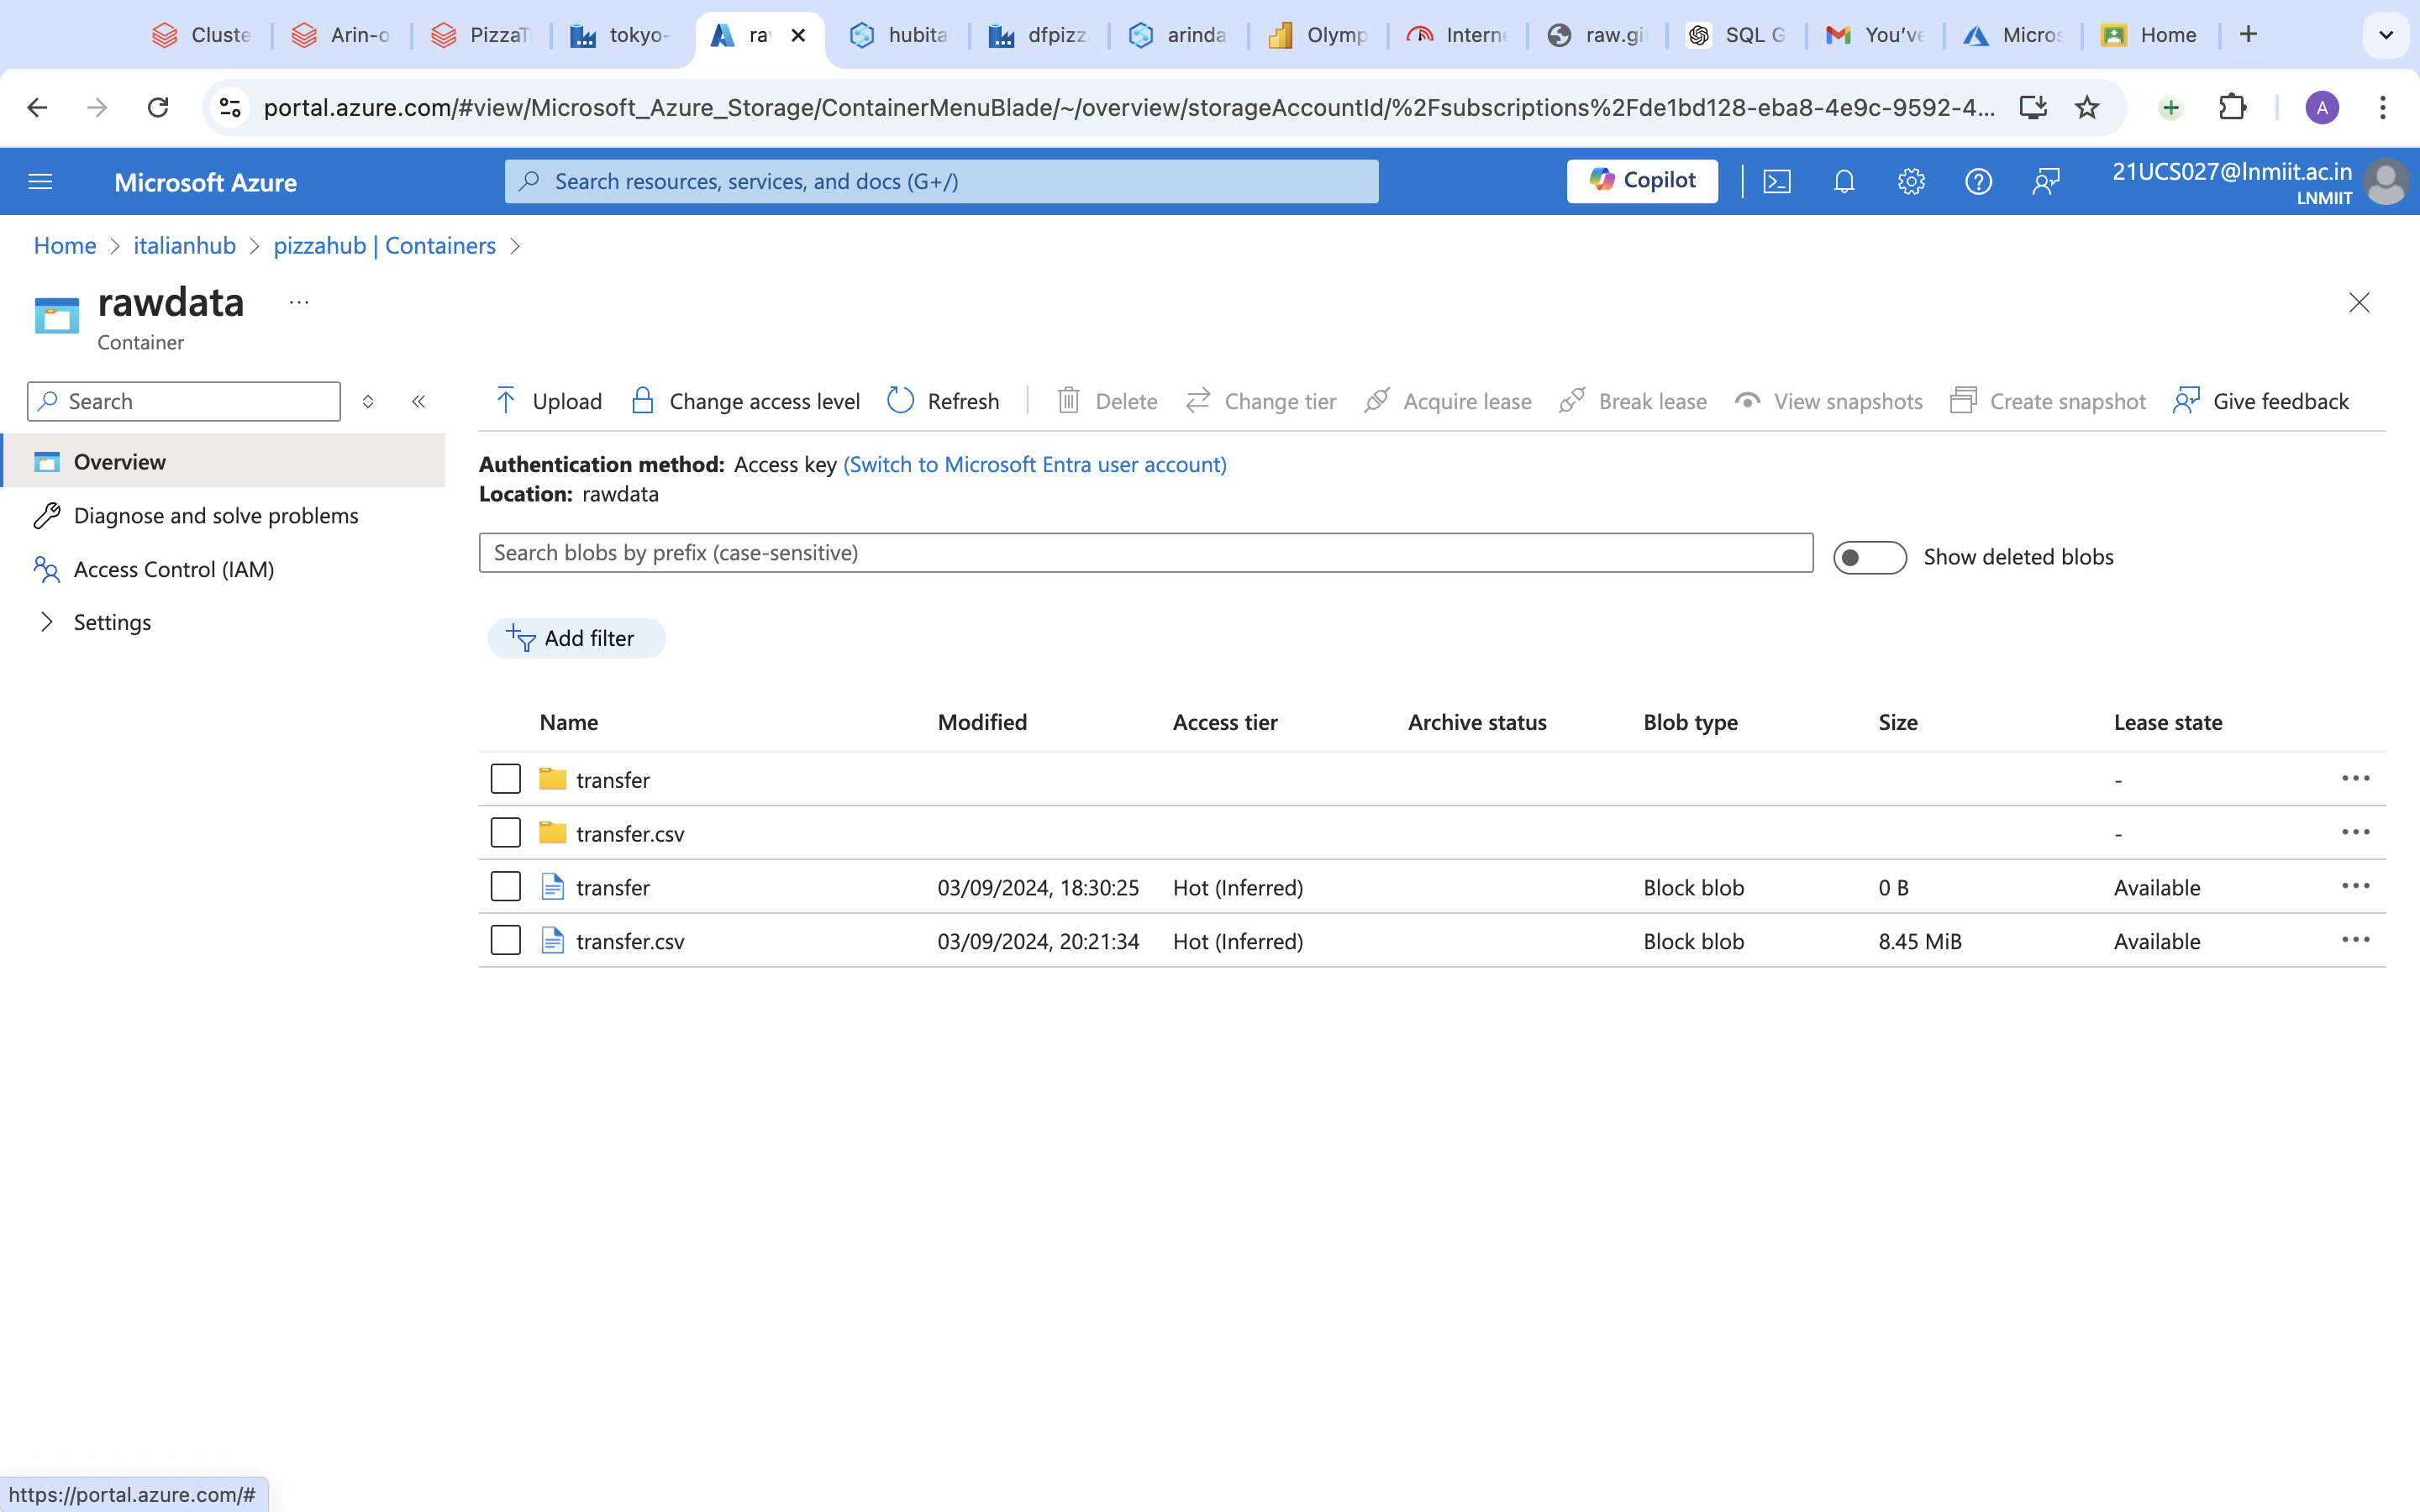 Cluste Arin-o PizzaT tokyo- ra hubita dfpizz arinda Olymp Intern raw.gi SQL G You've Micros Home
portal.azure.com/#view/Microsoft_Azure_Storage/ContainerMenuBlade/~/overview/storageAccountId/%2Fsubscriptions%2Fde1bd128-eba8-4e9c-9592-4... A
Microsoft Azure Search resources, services, and docs (G+/) Copilot 21UCS027@lnmiit.ac.in
LNMIIT
Home > italianhub > pizzahub | Containers >
rawdata ...
Container
Search Upload Change access level Refresh Delete Change tier Acquire lease Break lease View snapshots Create snapshot Give feedback
Overview
Diagnose and solve problems
Access Control (IAM)
Settings
Authentication method: Access key (Switch to Microsoft Entra user account)
Location: rawdata
Search blobs by prefix (case-sensitive) Show deleted blobs
Add filter
Name Modified Access tier Archive status Blob type Size Lease state
transfer -
transfer.csv -
transfer 03/09/2024, 18:30:25 Hot (Inferred) Block blob 0 B Available
transfer.csv 03/09/2024, 20:21:34 Hot (Inferred) Block blob 8.45 MiB Available
https://portal.azure.com/#